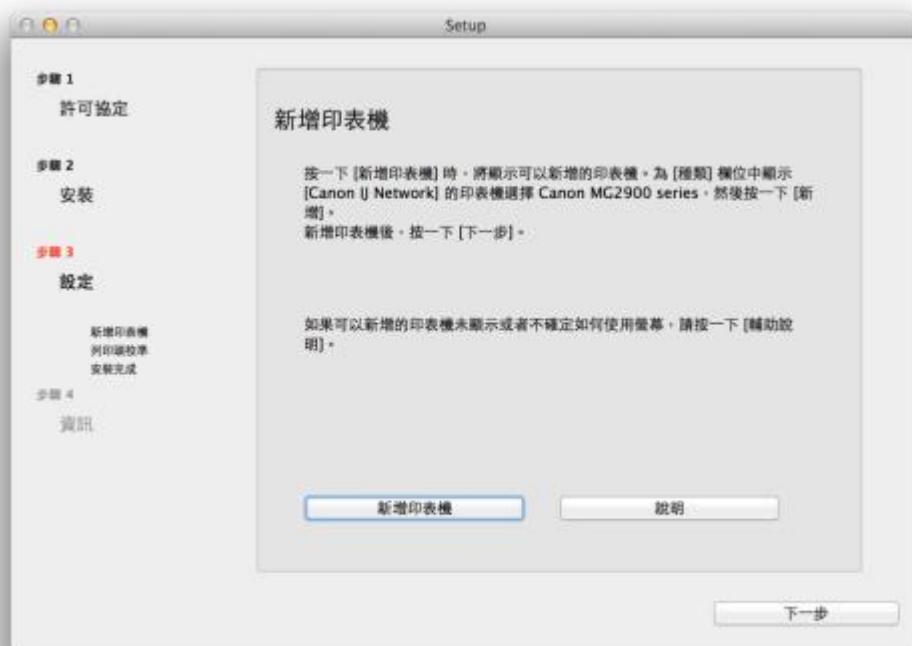 Setup
步驟 1
許可協定
步驟 2
安裝
步驟 3
設定
新增印表機
列印頭校準
安裝完成
步驟 4
資訊
新增印表機
按一下 [新增印表機] 時，將顯示可以新增的印表機。為 [種類] 欄位中顯示
[Canon IJ Network] 的印表機選擇 Canon MG2900 series，然後按一下 [新
增]。
新增印表機後，按一下 [下一步]。
如果可以新增的印表機未顯示或者不確定如何使用螢幕，請按一下 [輔助說
明]。
新增印表機
說明
下一步